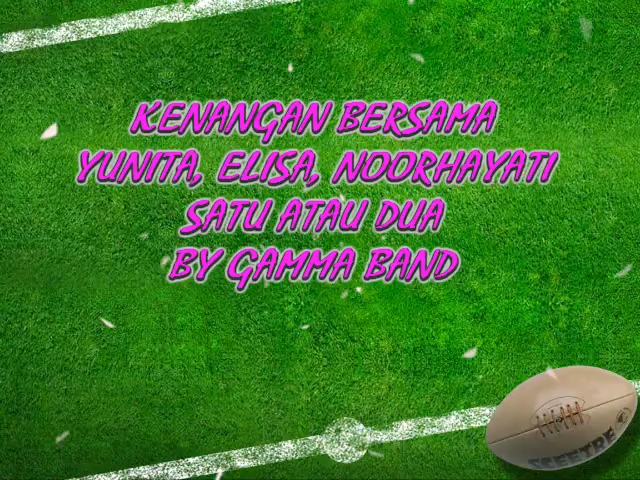 KENANGAN BERSAMA
YUNITA, ELISA, NOORHAYATI
SATU ATAU DUA
BY GAMMA BAND